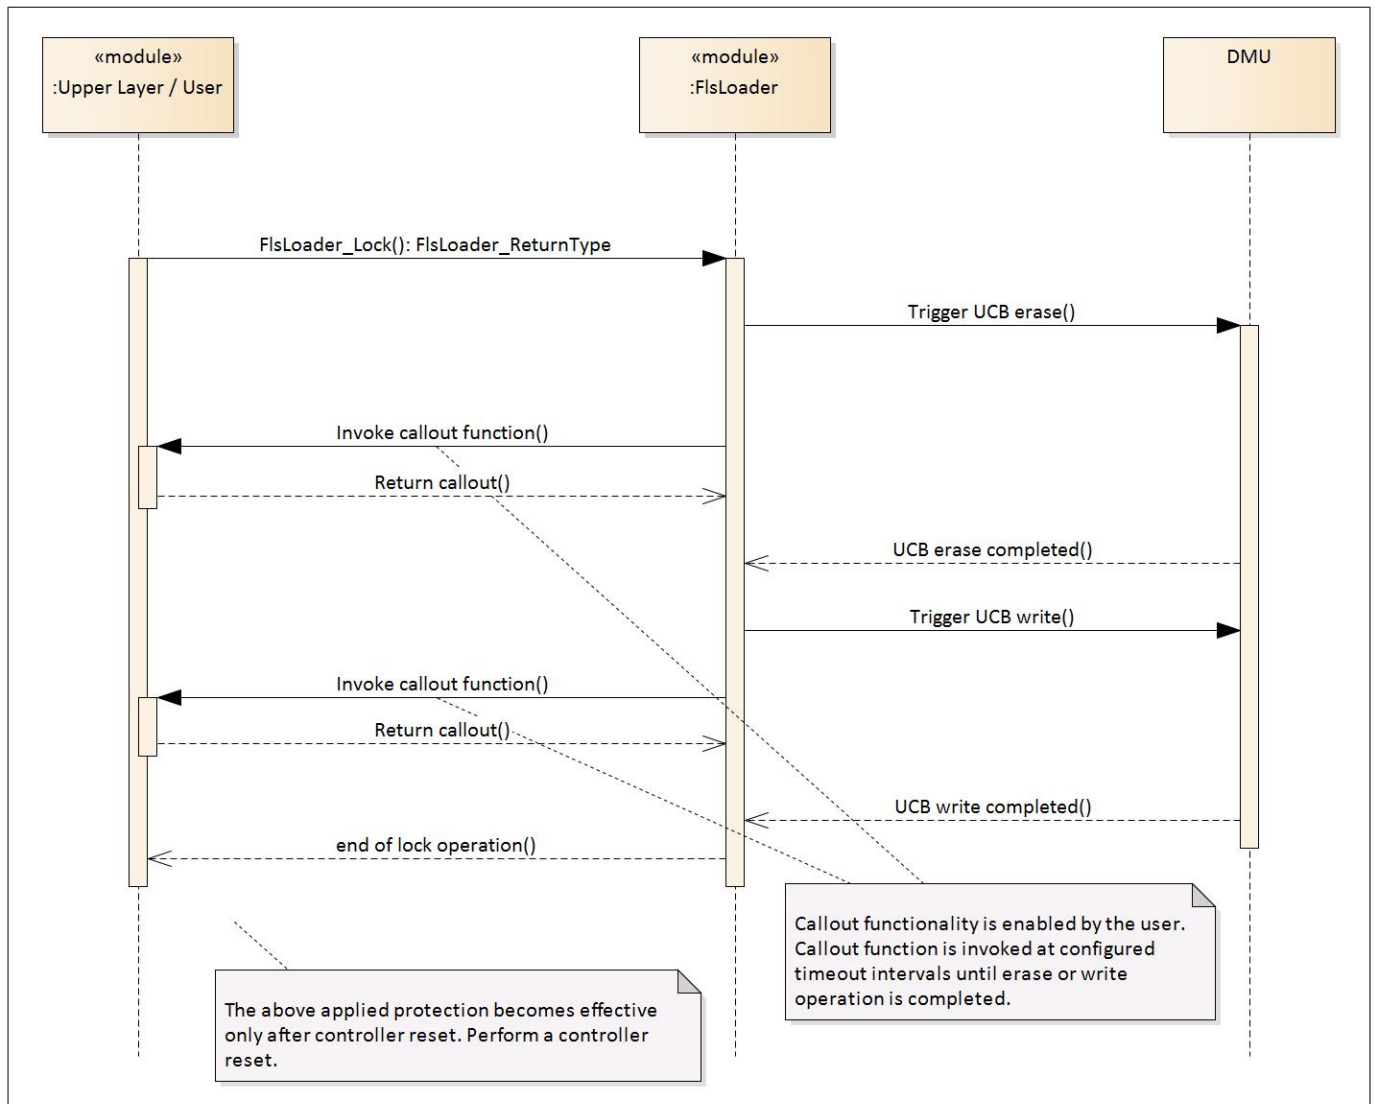 «module»
:Upper Layer / User
«module»
:FlsLoader
DMU
FlsLoader_Lock(): FlsLoader_ReturnType
Trigger UCB erase()
Invoke callout function()
Return callout()
UCB erase completed()
Trigger UCB write()
Invoke callout function()
Return callout()
UCB write completed()
end of lock operation()
Callout functionality is enabled by the user.
Callout function is invoked at configured
timeout intervals until erase or write
operation is completed.
The above applied protection becomes effective
only after controller reset. Perform a controller
reset.